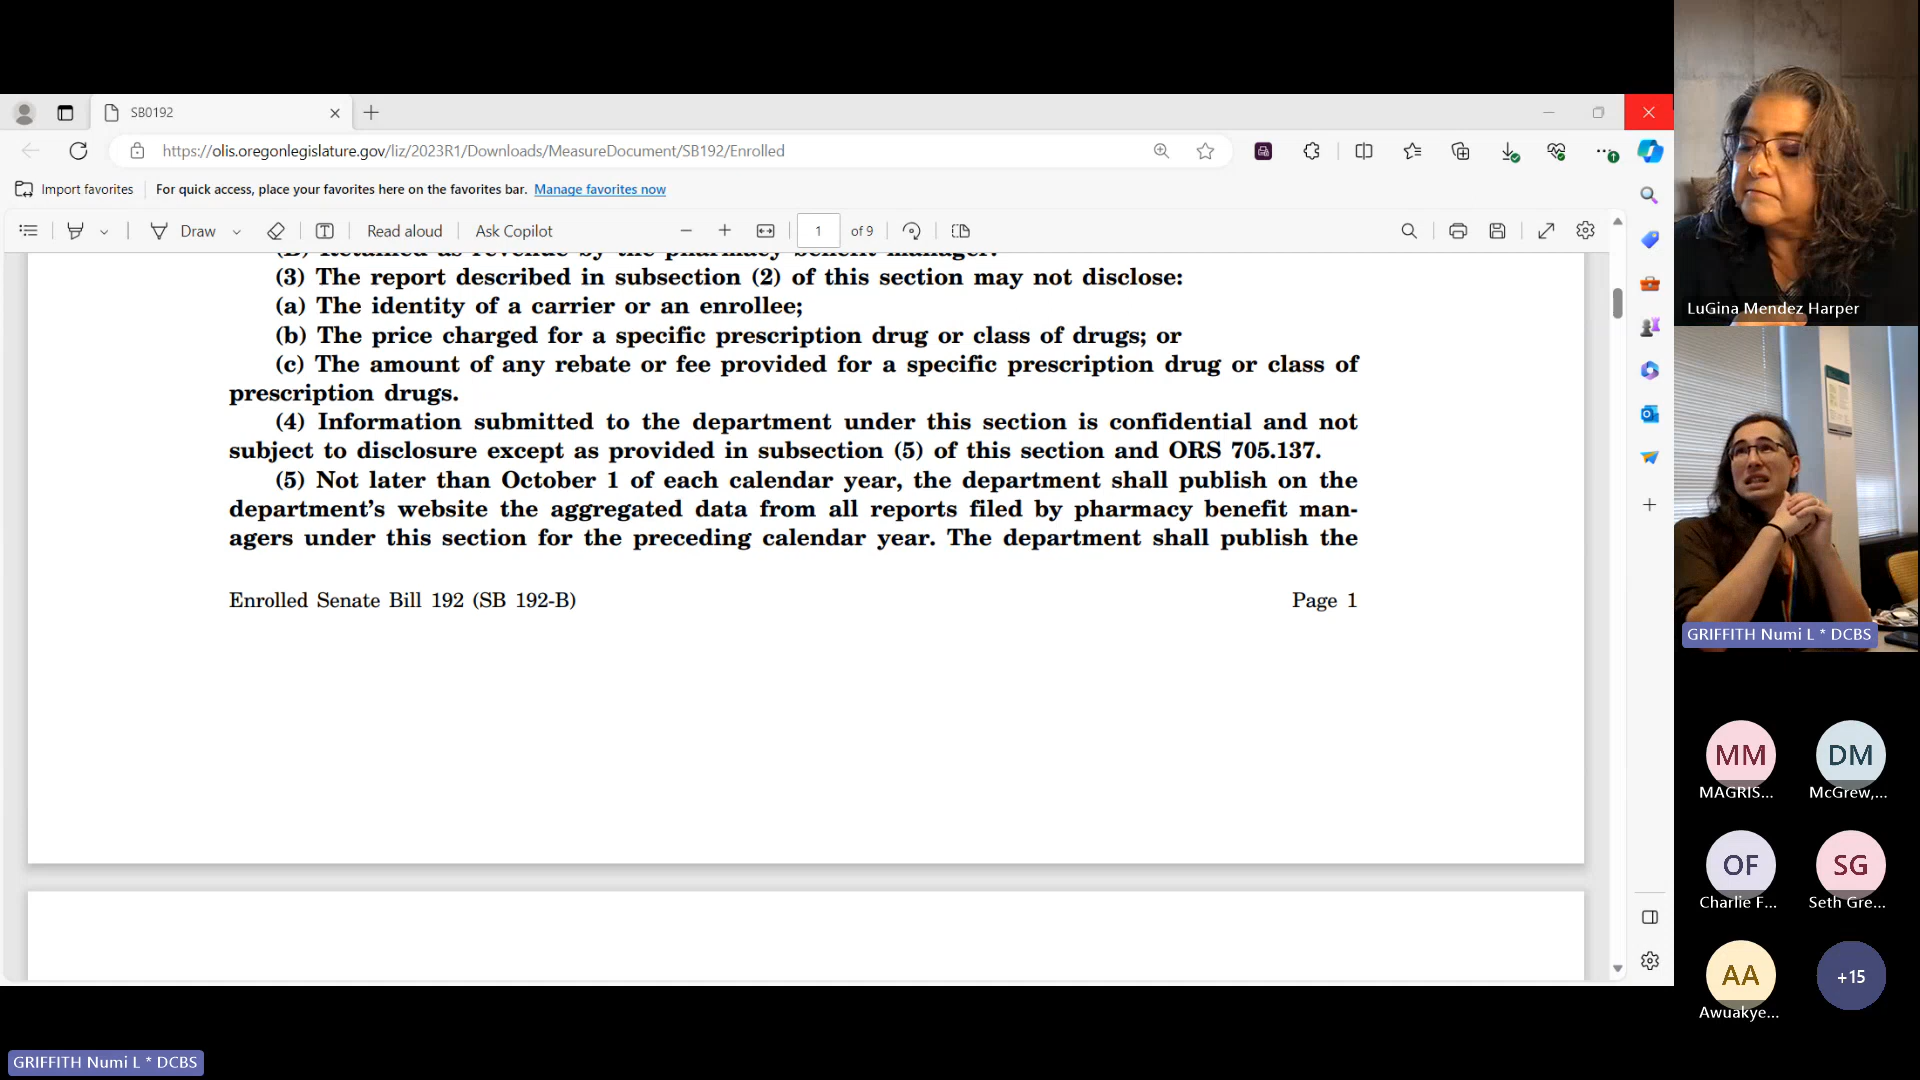 SB0192
https://olis.oregonlegislature.gov/liz/2023R1/Downloads/MeasureDocument/SB192/Enrolled
Import favorites
For quick access, place your favorites here on the favorites bar. Manage favorites now
Draw
Read aloud
Ask Copilot
1 of 9
(D) Retained as revenue by the pharmacy benefit manager.
(3) The report described in subsection (2) of this section may not disclose:
(a) The identity of a carrier or an enrollee;
(b) The price charged for a specific prescription drug or class of drugs; or
(c) The amount of any rebate or fee provided for a specific prescription drug or class of
prescription drugs.
(4) Information submitted to the department under this section is confidential and not
subject to disclosure except as provided in subsection (5) of this section and ORS 705.137.
(5) Not later than October 1 of each calendar year, the department shall publish on the
department's website the aggregated data from all reports filed by pharmacy benefit man-
agers under this section for the preceding calendar year. The department shall publish the
Enrolled Senate Bill 192 (SB 192-B)
Page 1
LuGina Mendez Harper
GRIFFITH Numi L * DCBS
MM
MAGRIS...
DM
McGrew,...
OF
Charlie F...
SG
Seth Gre...
AA
Awuakye...
+15
GRIFFITH Numi L * DCBS